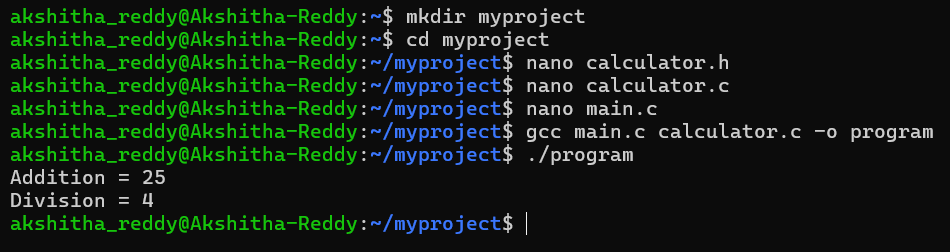 akshitha_reddy@Akshitha-Reddy:~$ mkdir myproject
akshitha_reddy@Akshitha-Reddy:~$ cd myproject
akshitha_reddy@Akshitha-Reddy:~/myproject$ nano calculator.h
akshitha_reddy@Akshitha-Reddy:~/myproject$ nano calculator.c
akshitha_reddy@Akshitha-Reddy:~/myproject$ nano main.c
akshitha_reddy@Akshitha-Reddy:~/myproject$ gcc main.c calculator.c -o program
akshitha_reddy@Akshitha-Reddy:~/myproject$ ./program
Addition = 25
Division = 4
akshitha_reddy@Akshitha-Reddy:~/myproject$